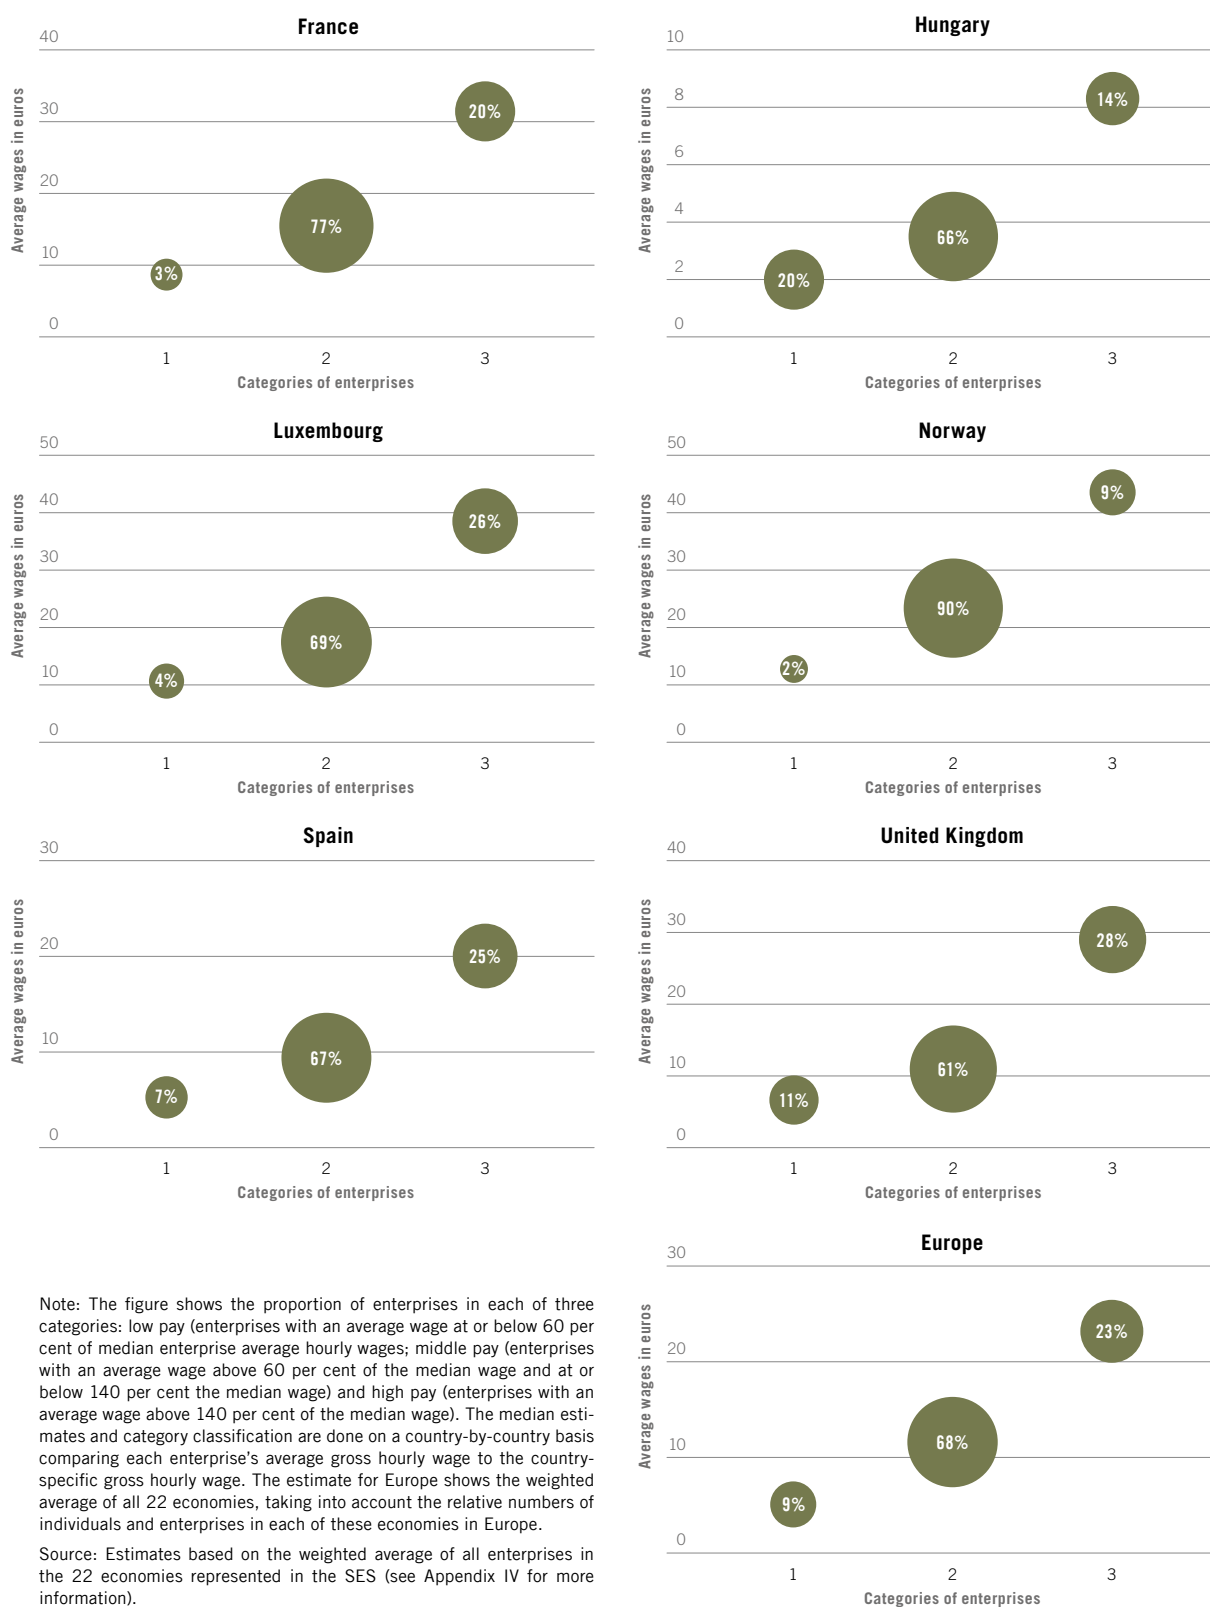 France
40
30
20
10
0
Average wages in euros
3%
77%
20%
1 2 3
Categories of enterprises
Hungary
10
8
6
4
2
0
Average wages in euros
20%
66%
14%
1 2 3
Categories of enterprises
Luxembourg
50
40
30
20
10
0
Average wages in euros
4%
69%
26%
1 2 3
Categories of enterprises
Norway
50
40
30
20
10
0
Average wages in euros
2%
90%
9%
1 2 3
Categories of enterprises
Spain
30
20
10
0
Average wages in euros
7%
67%
25%
1 2 3
Categories of enterprises
United Kingdom
40
30
20
10
0
Average wages in euros
11%
61%
28%
1 2 3
Categories of enterprises
Europe
30
20
10
0
Average wages in euros
9%
68%
23%
1 2 3
Categories of enterprises
Note: The figure shows the proportion of enterprises in each of three
categories: low pay (enterprises with an average wage at or below 60 per
cent of median enterprise average hourly wages; middle pay (enterprises
with an average wage above 60 per cent of the median wage and at or
below 140 per cent the median wage) and high pay (enterprises with an
average wage above 140 per cent of the median wage). The median esti-
mates and category classification are done on a country-by-country basis
comparing each enterprise's average gross hourly wage to the country-
specific gross hourly wage. The estimate for Europe shows the weighted
average of all 22 economies, taking into account the relative numbers of
individuals and enterprises in each of these economies in Europe.
Source: Estimates based on the weighted average of all enterprises in
the 22 economies represented in the SES (see Appendix IV for more
information).